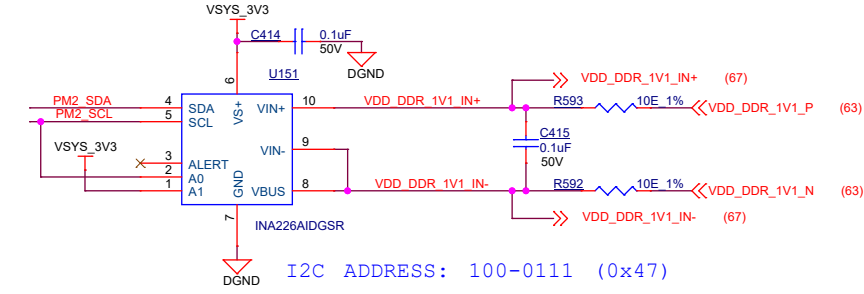 VSYS_3V3
C414 0.1uF
50V
DGND
U151
6
VS+
PM2_SDA 4 SDA VIN+ 10 VDD_DDR_1V1_IN+
PM2_SCL 5 SCL
VDD_DDR_1V1_IN+ (67)
R593 10E_1% VDD_DDR_1V1_P (63)
C415
0.1uF
50V
VSYS_3V3
VIN- 9
3 ALERT
2 A0
1 A1
GND
7
VBUS 8 VDD_DDR_1V1_IN-
R592 10E_1% VDD_DDR_1V1_N (63)
VDD_DDR_1V1_IN- (67)
INA226AIDGSR
DGND
I2C ADDRESS: 100-0111 (0x47)